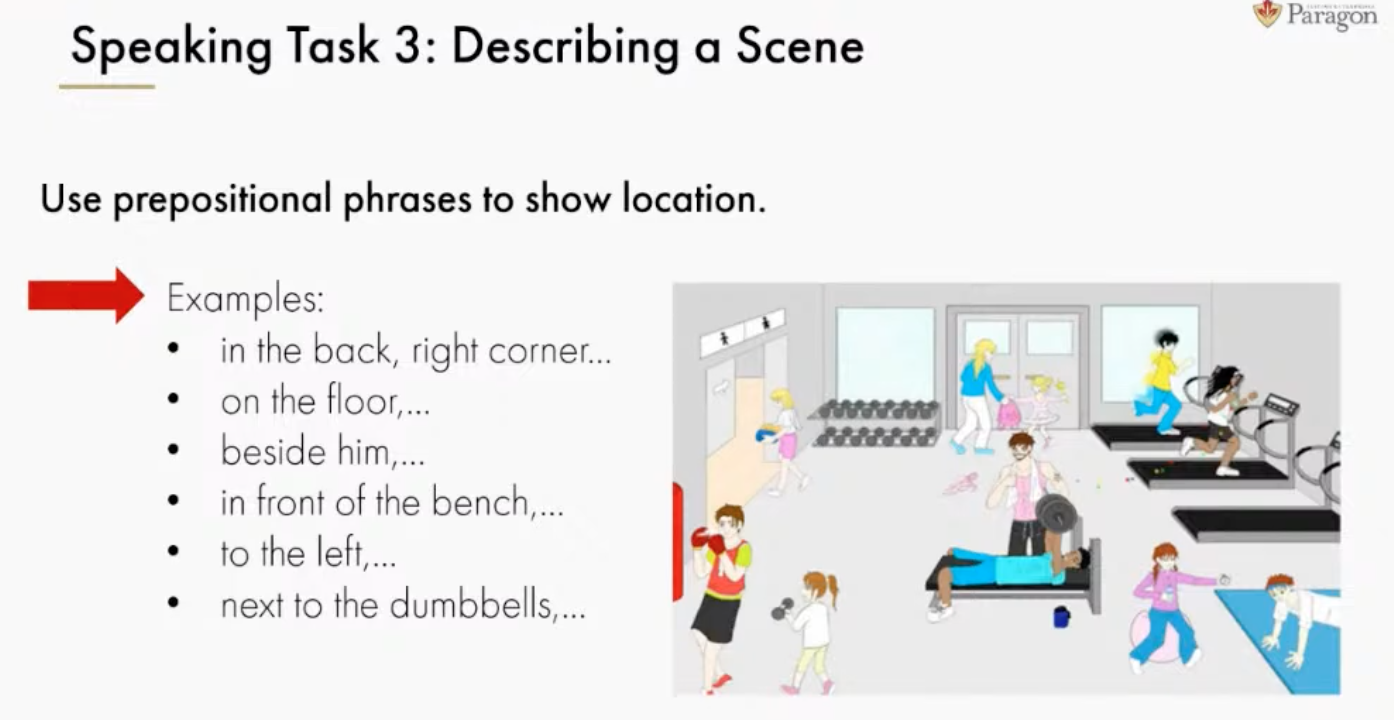 Paragon
Speaking Task 3: Describing a Scene
Use prepositional phrases to show location.
Examples:
• in the back, right corner...
• on the floor,...
• beside him,...
• in front of the bench,...
• to the left,...
• next to the dumbbells,...